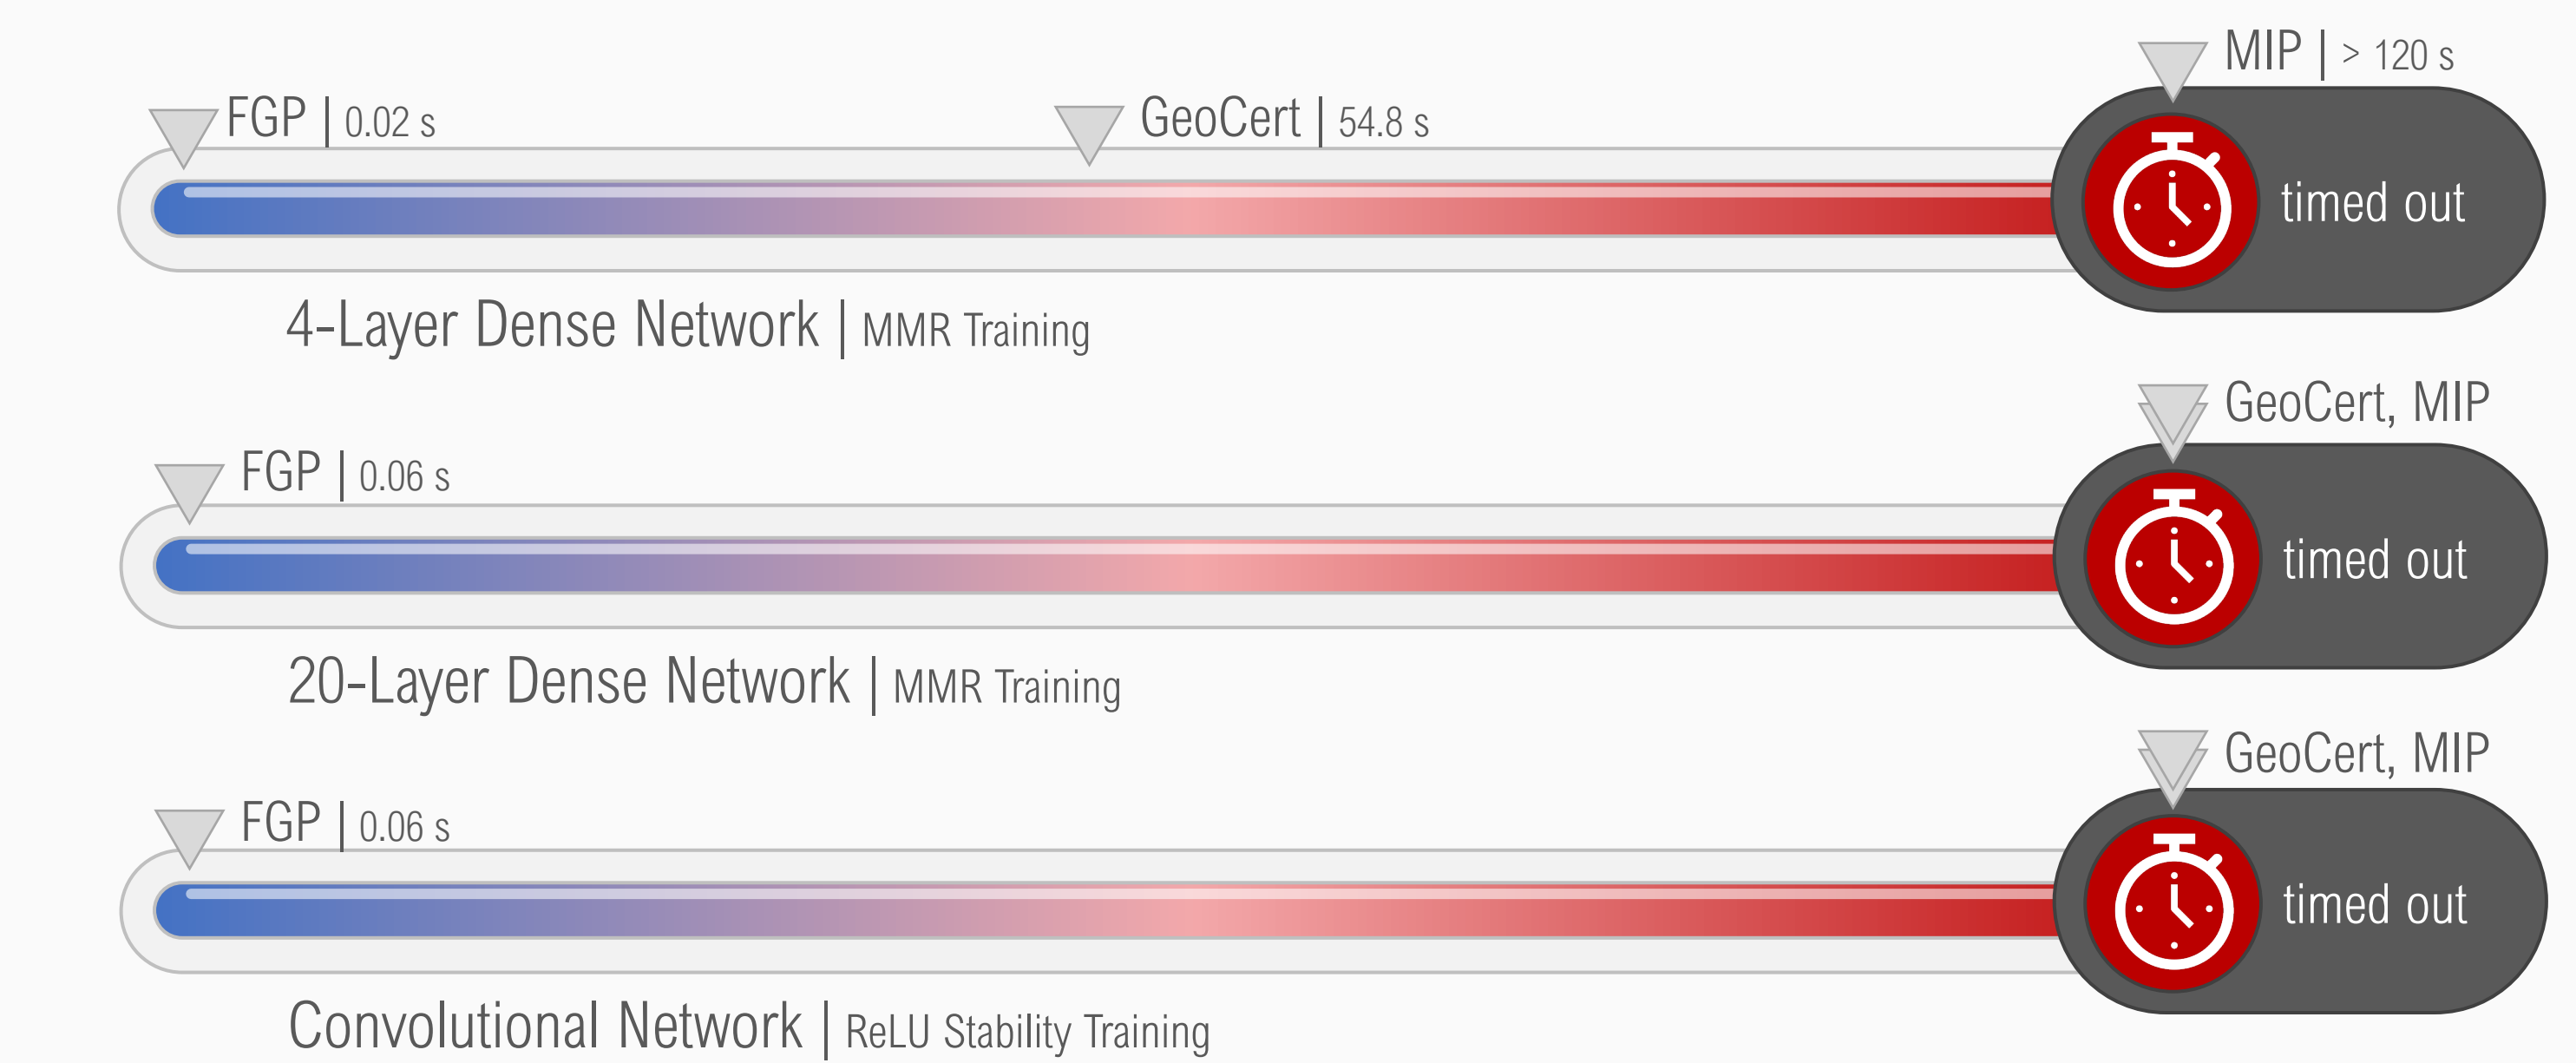 MIP | > 120 s
FGP | 0.02 s
GeoCert | 54.8 s
timed out
4-Layer Dense Network | MMR Training
GeoCert, MIP
FGP | 0.06 s
timed out
20-Layer Dense Network | MMR Training
GeoCert, MIP
FGP | 0.06 s
timed out
Convolutional Network | ReLU Stability Training